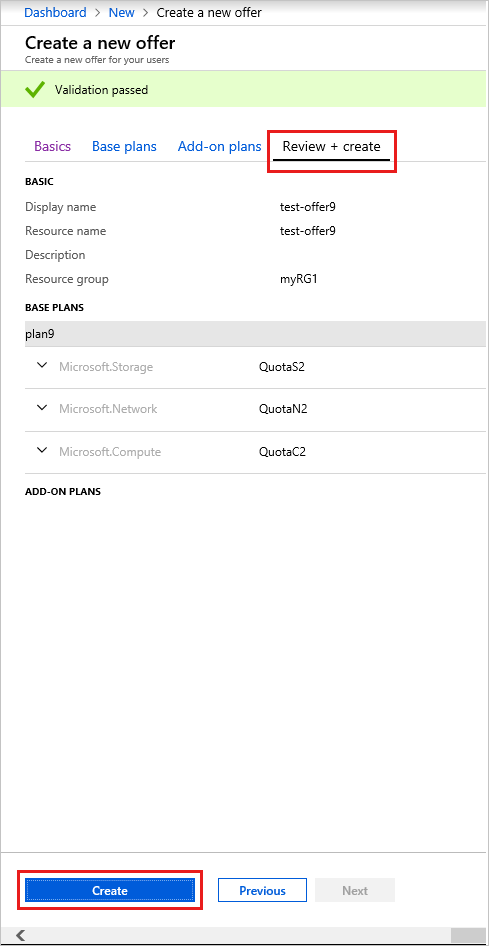 Dashboard > New > Create a new offer
Create a new offer
Create a new offer for your users
Validation passed
Basics Base plans Add-on plans Review + create
BASIC
Display name test-offer9
Resource name test-offer9
Description
Resource group myRG1
BASE PLANS
plan9
Microsoft.Storage QuotaS2
Microsoft.Network QuotaN2
Microsoft.Compute QuotaC2
ADD-ON PLANS
Create Previous Next